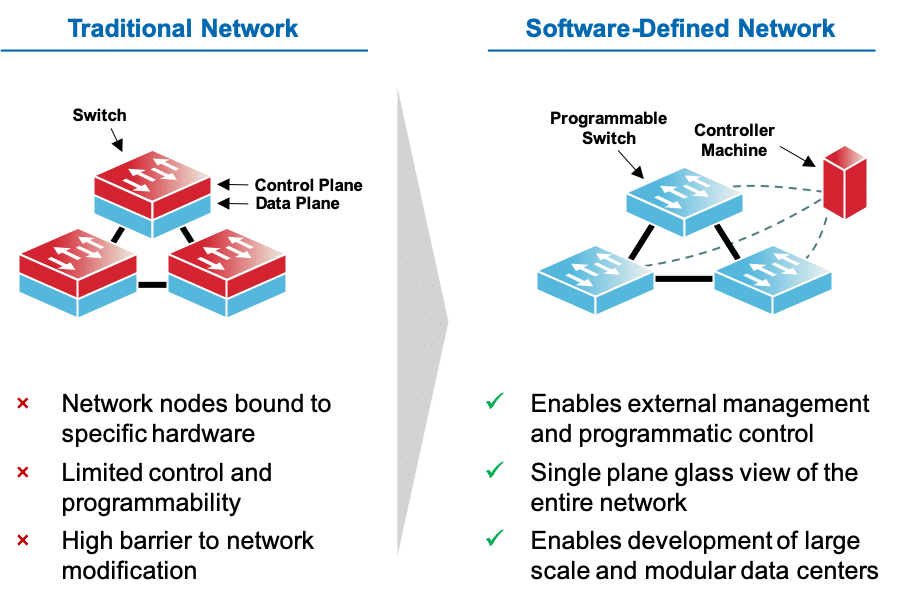 Traditional Network
Switch
Control Plane
Data Plane
× Network nodes bound to
specific hardware
× Limited control and
programmability
× High barrier to network
modification
Software-Defined Network
Programmable
Switch
Controller
Machine
✓ Enables external management
and programmatic control
✓ Single plane glass view of the
entire network
✓ Enables development of large
scale and modular data centers